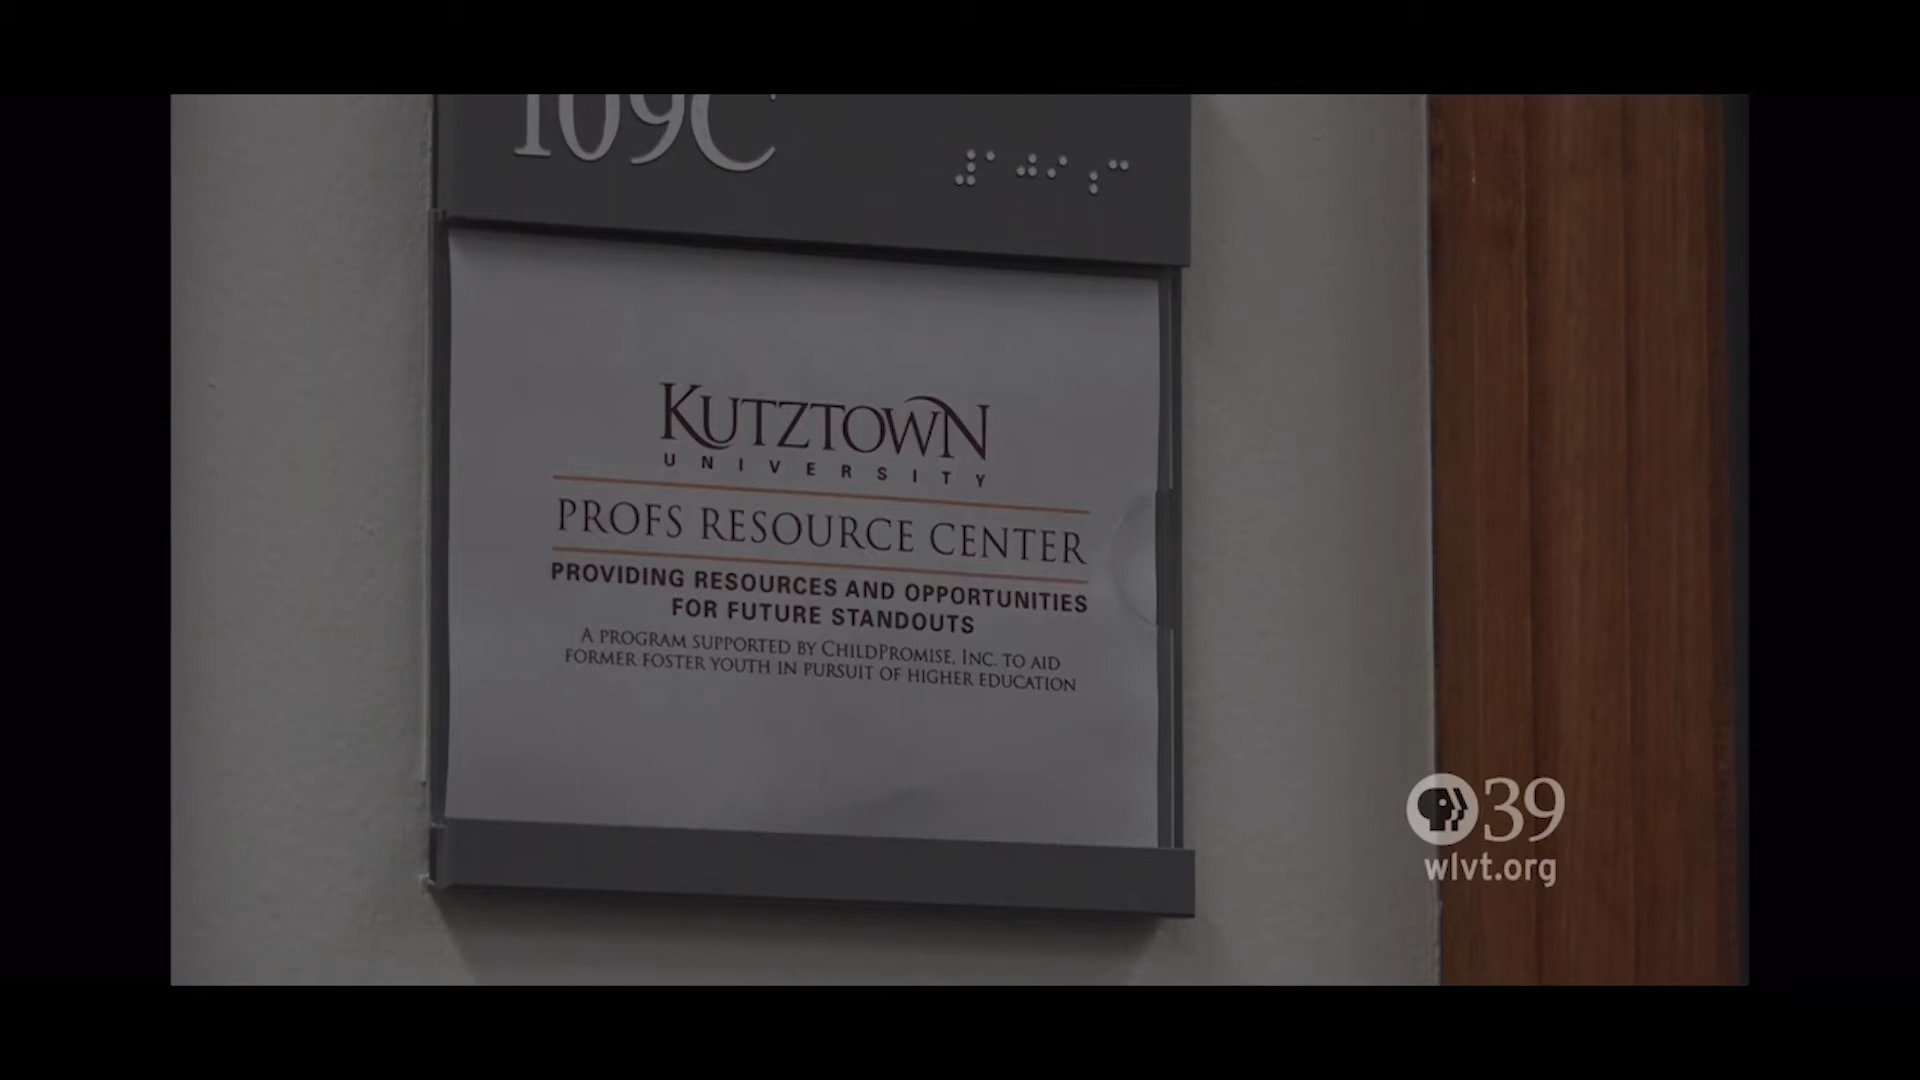 109C
KUTZTOWN
UNIVERSITY
PROFS RESOURCE CENTER
PROVIDING RESOURCES AND OPPORTUNITIES
FOR FUTURE STANDOUTS
A PROGRAM SUPPORTED BY CHILDPROMISE, INC. TO AID
FORMER FOSTER YOUTH IN PURSUIT OF HIGHER EDUCATION
39
wlvt.org